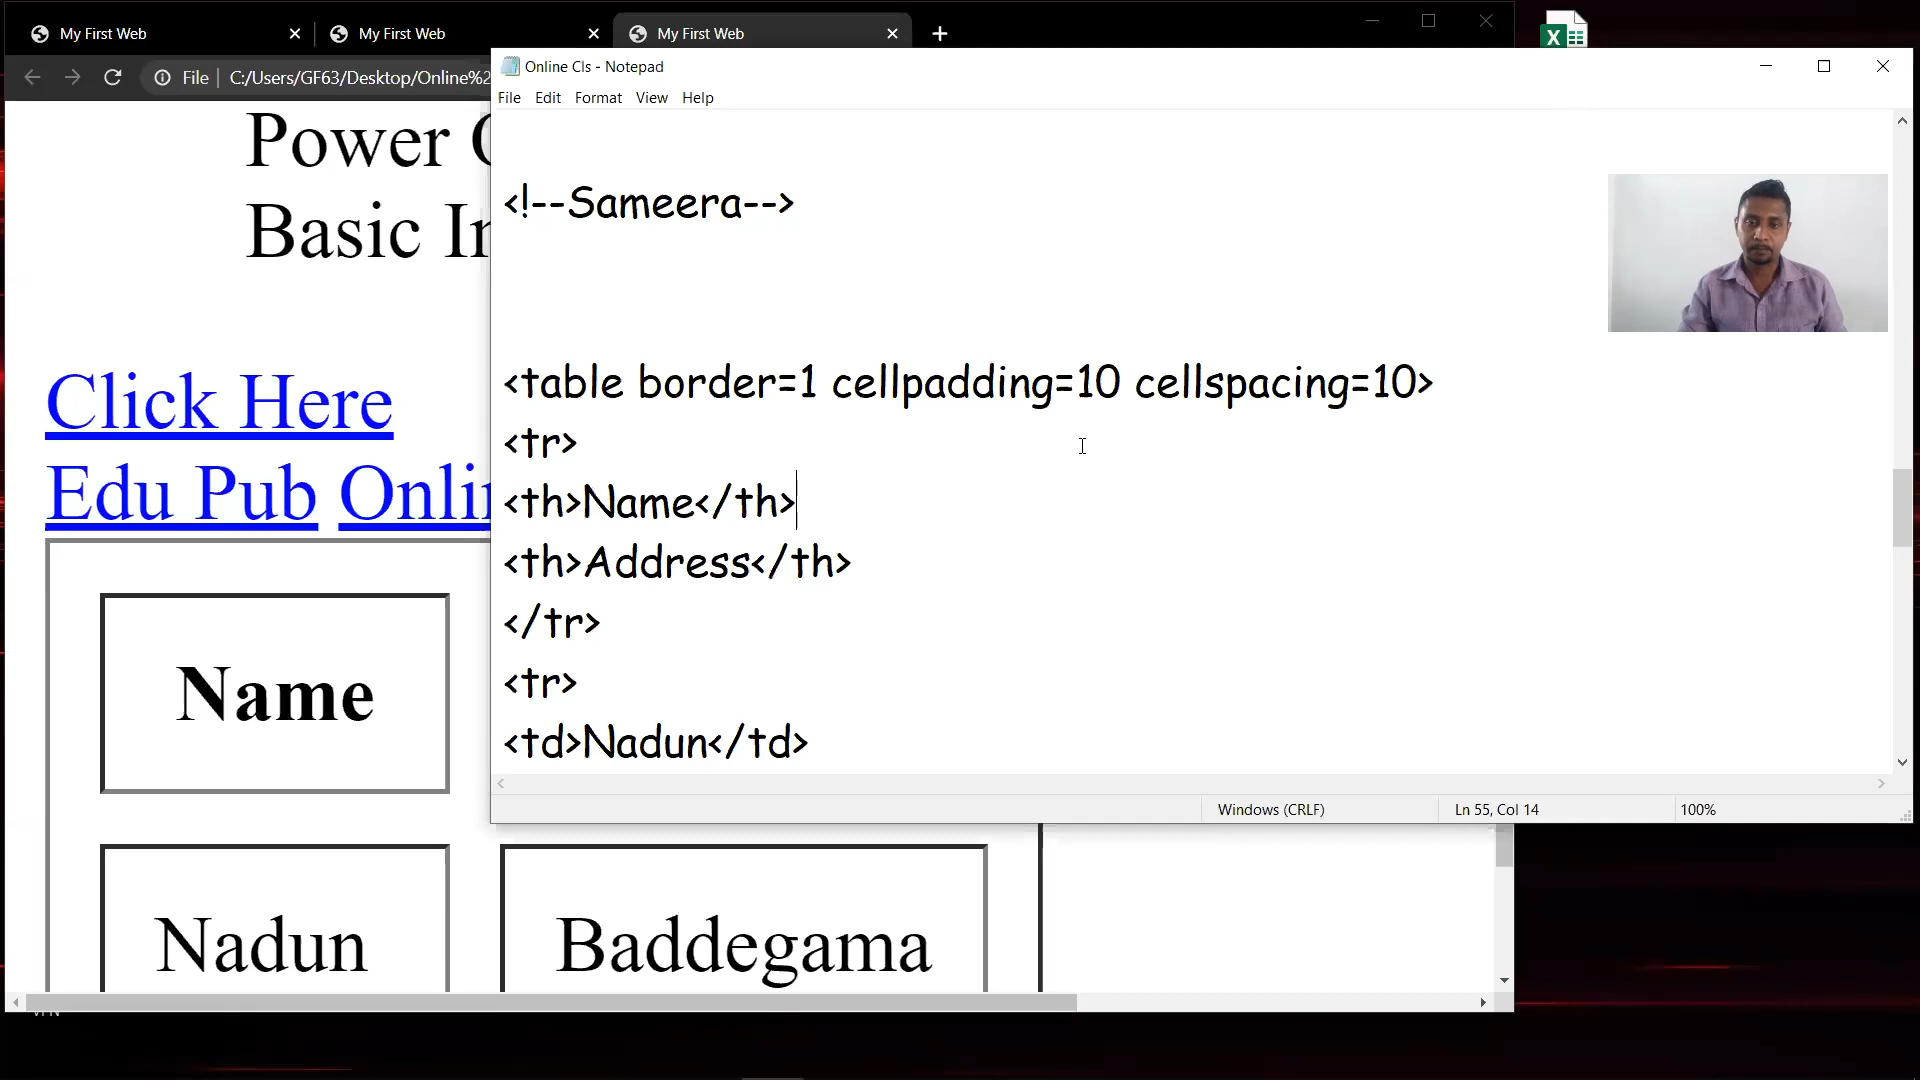 My First Web
My First Web
My First Web
File
C:/Users/GF63/Desktop/Online%2
Online Cls - Notepad
File Edit Format View Help
Power
Basic
Click Here
Edu Pub
Name
Nadun
Baddegama
<!--Sameera-->
<table border=1 cellpadding=10 cellspacing=10>
<tr>
<th>Name</th>
<th>Address</th>
</tr>
<tr>
<td>Nadun</td>
Windows (CRLF)
Ln 55, Col 14
100%